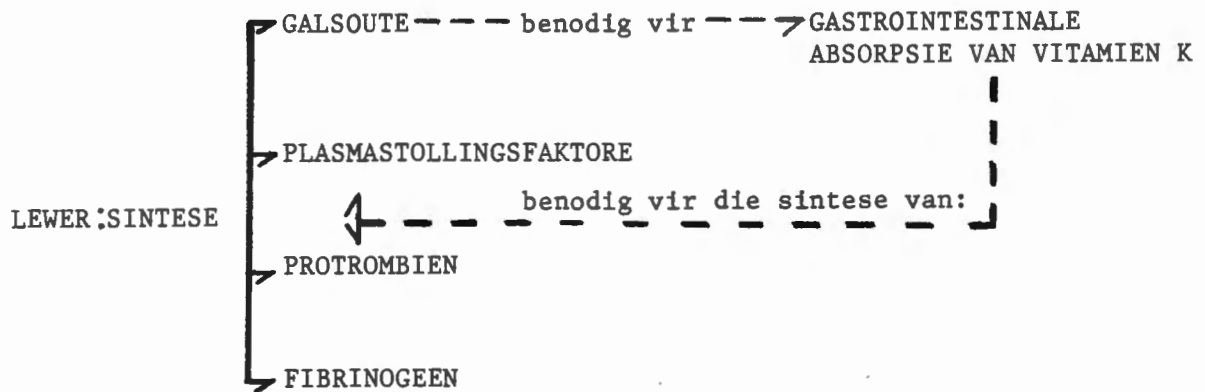 GALSOUTE benodig vir GASTROINTESTINALE
ABSORPSIE VAN VITAMIEN K
PLASMASTOLLINGSFAKTORE
benodig vir die sintese van:
LEWER:SINTESE
PROTROMBIEN
FIBRINOGEEN